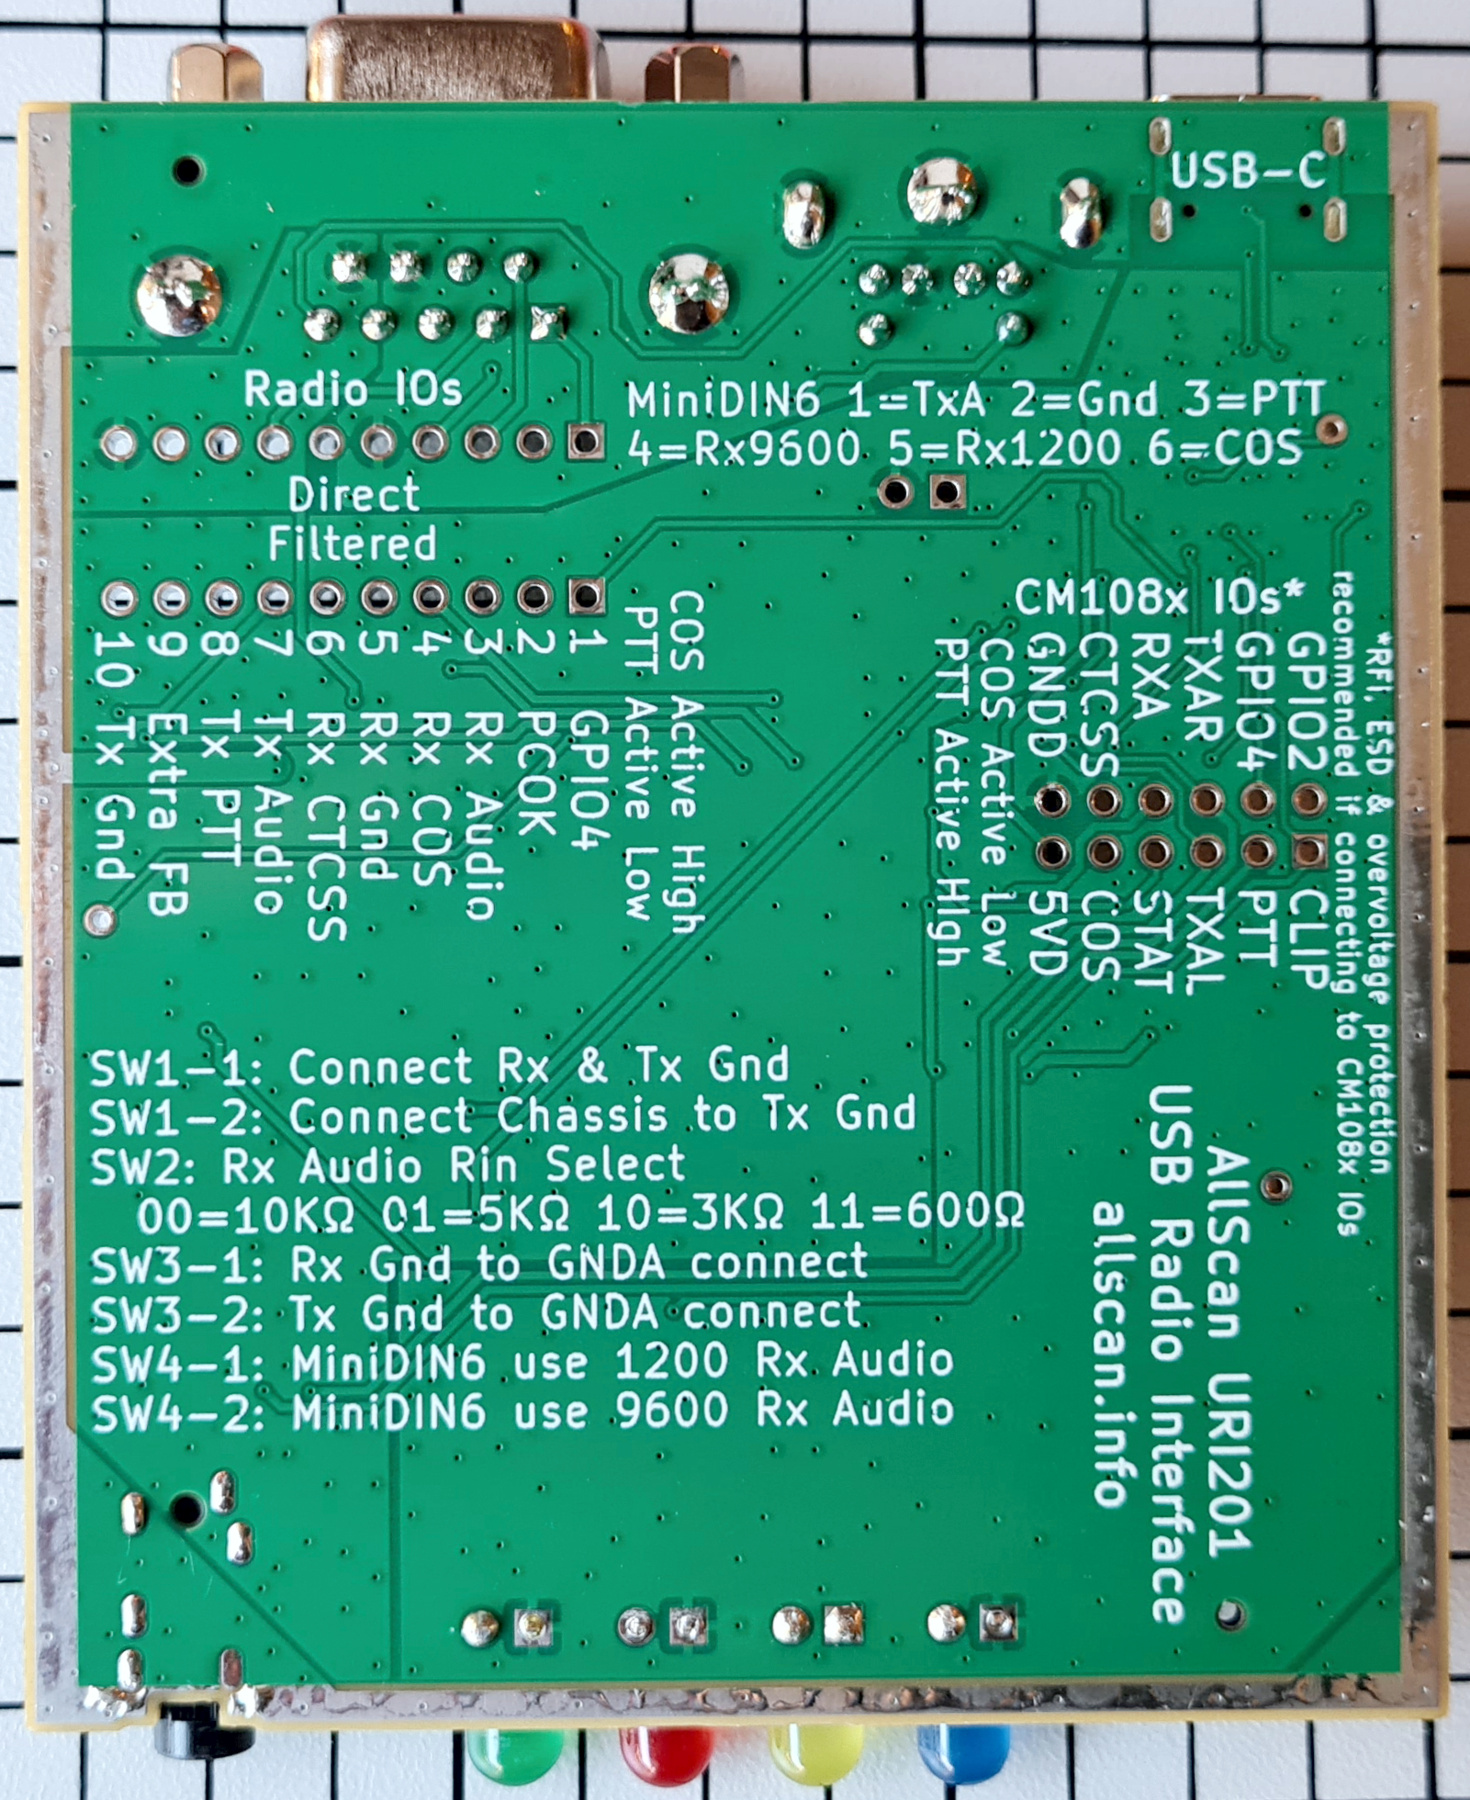 USB-C
Radio IOs
MiniDIN6 1=TxA 2=Gnd 3=PTT
4=Rx9600 5=Rx1200 6=COS
Direct
Filtered
1 GPIO4
2 PCOK
3 Rx Audio
4 Rx COS
5 Rx Gnd
6 Rx CTCSS
7 Tx Audio
8 Tx PTT
9 Extra FB
10 Tx Gnd
COS Active High
PTT Active Low
CM108x IOs*
GPIO2 CLIP
GPIO4 PTT
TXAR TXAL
RXA STAT
CTCSS COS
GNDD 5VD
COS Active Low
PTT Active HIgh
*RFI, ESD & overvoltage protection
recommended if connecting to CM108x IOs
SW1-1: Connect Rx & Tx Gnd
SW1-2: Connect Chassis to Tx Gnd
SW2: Rx Audio Rin Select
00=10KΩ 01=5KΩ 10=3KΩ 11=600Ω
SW3-1: Rx Gnd to GNDA connect
SW3-2: Tx Gnd to GNDA connect
SW4-1: MiniDIN6 use 1200 Rx Audio
SW4-2: MiniDIN6 use 9600 Rx Audio
AllScan URI201
USB Radio Interface
allscan.info